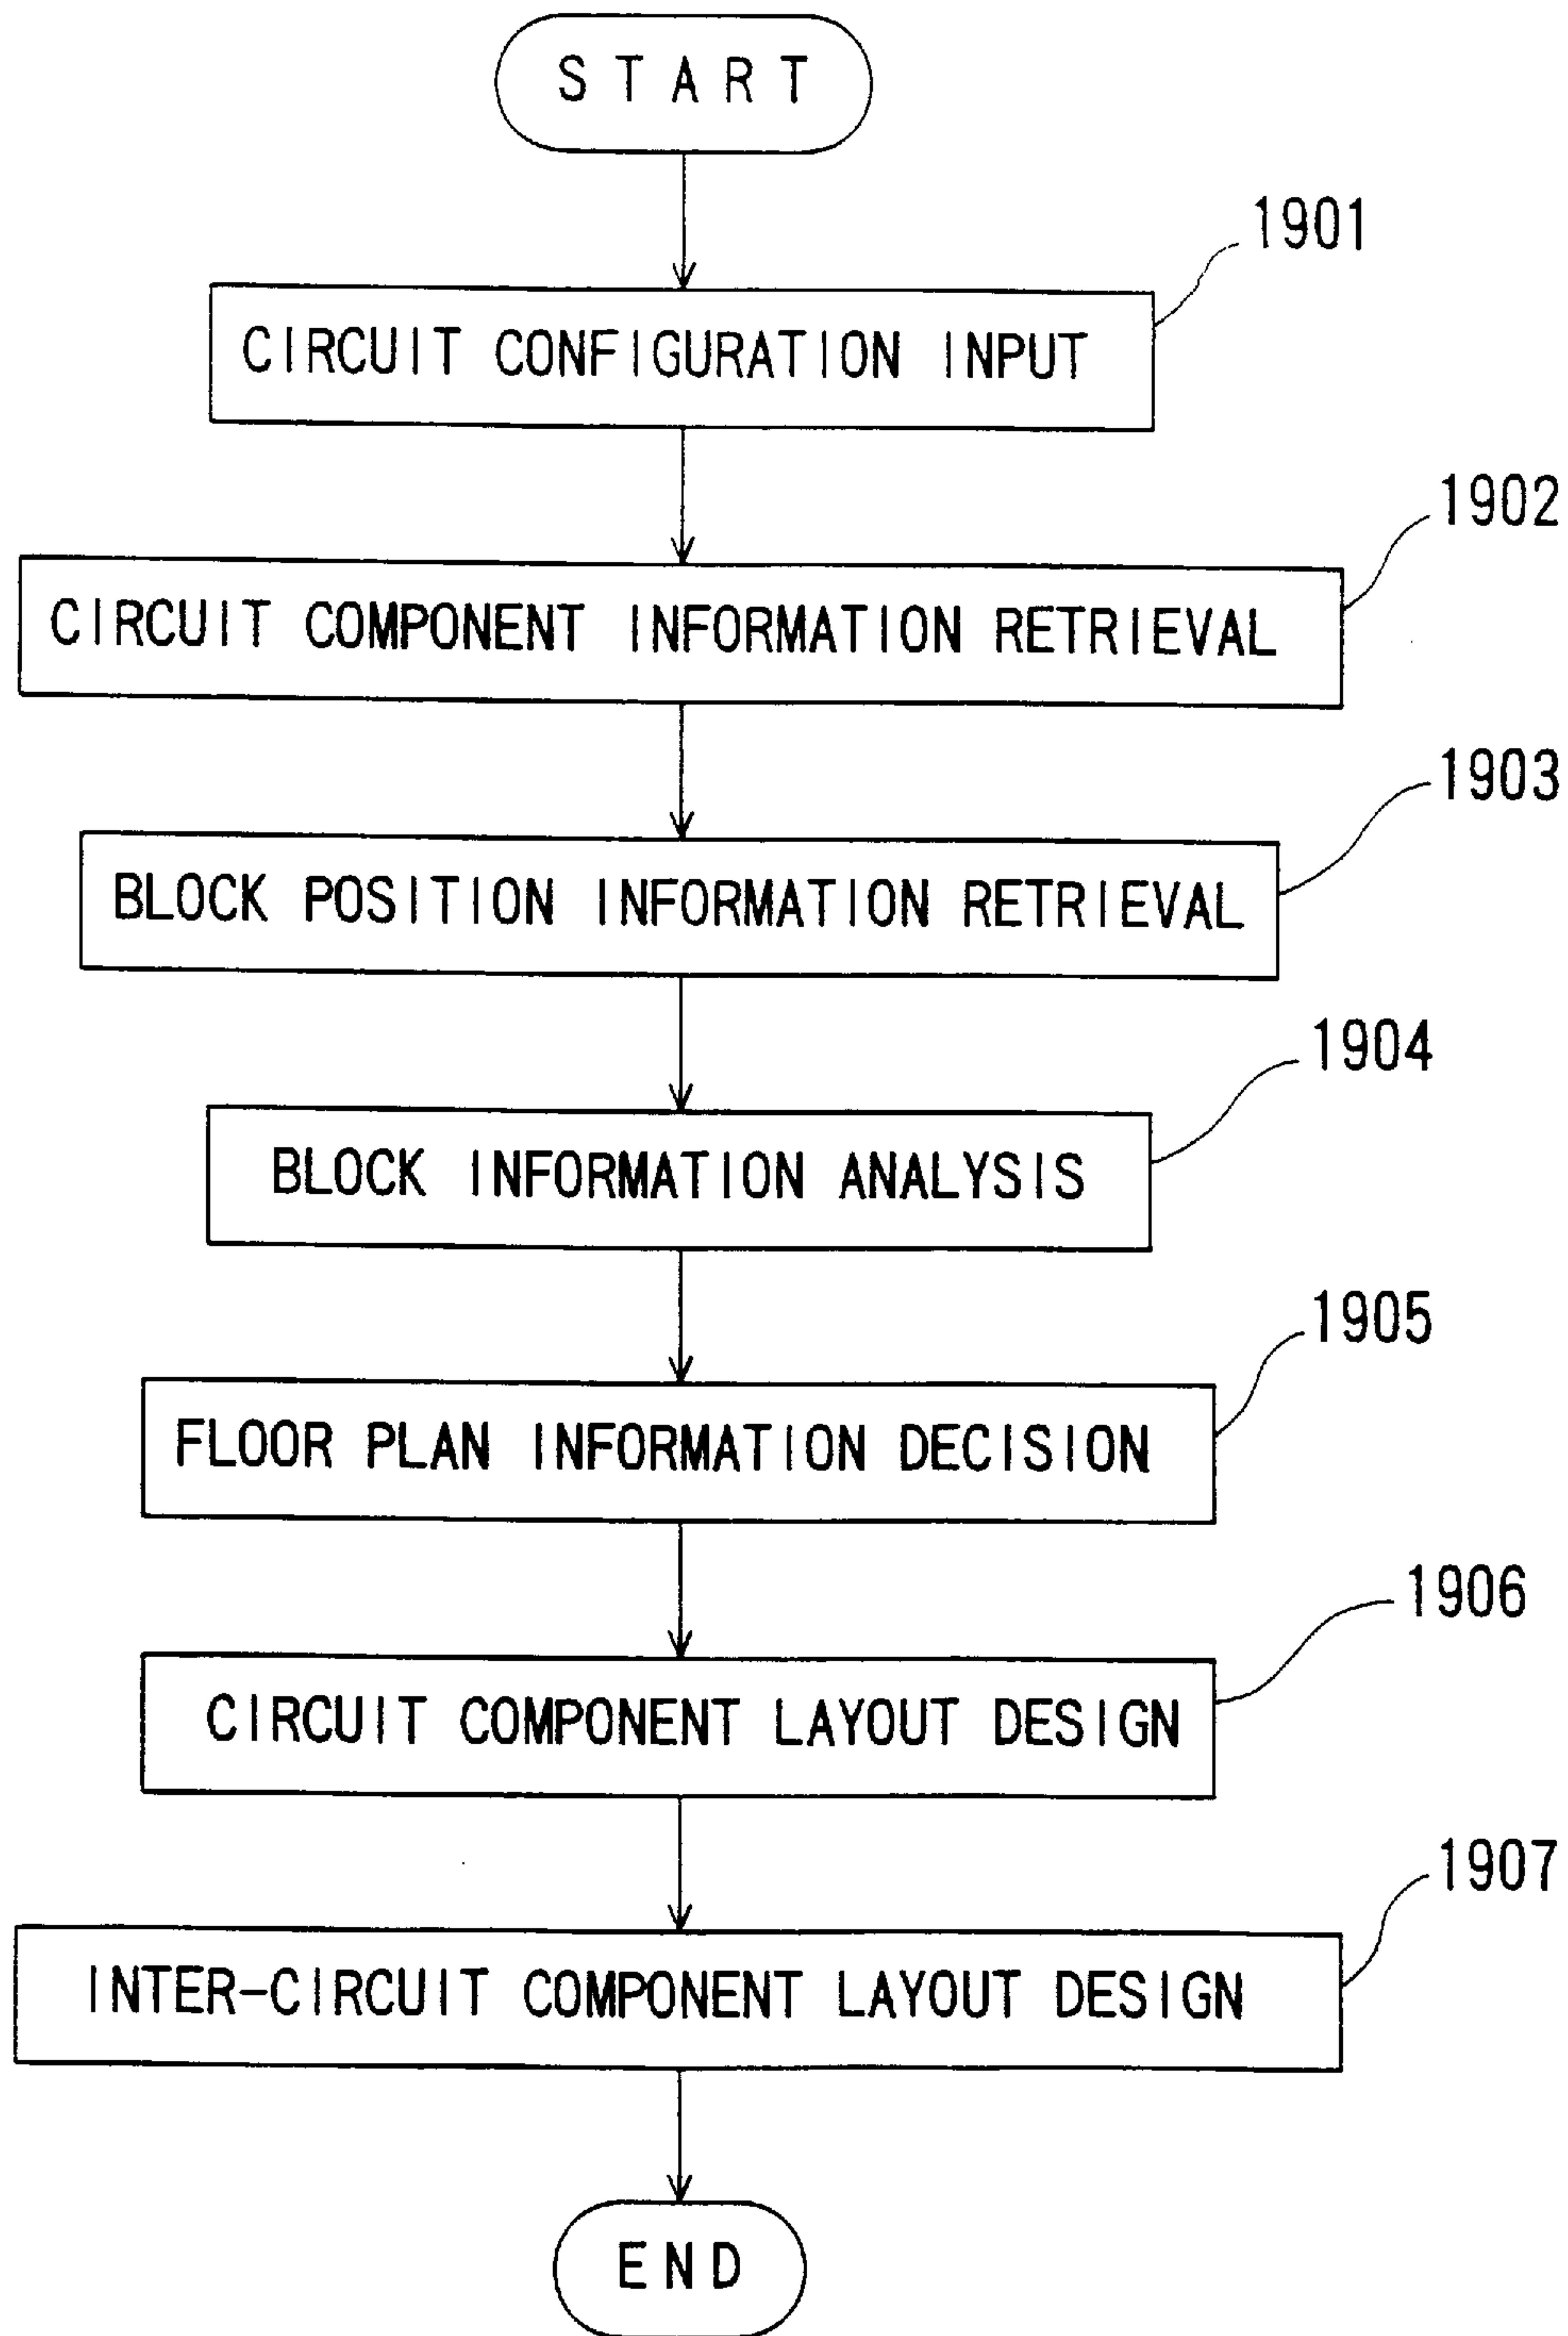 START
1901
CIRCUIT CONFIGURATION INPUT
1902
CIRCUIT COMPONENT INFORMATION RETRIEVAL
1903
BLOCK POSITION INFORMATION RETRIEVAL
1904
BLOCK INFORMATION ANALYSIS
1905
FLOOR PLAN INFORMATION DECISION
1906
CIRCUIT COMPONENT LAYOUT DESIGN
1907
INTER-CIRCUIT COMPONENT LAYOUT DESIGN
END